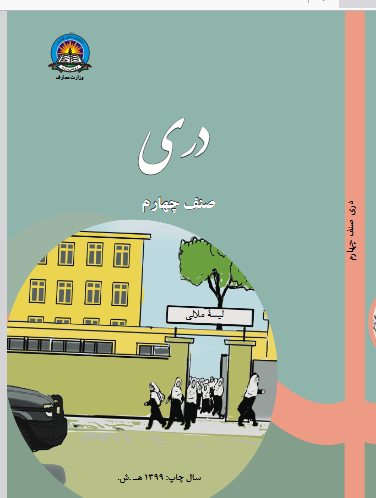 وزارت معارف
دری
صنف چهارم
لیسهٔ ملالی
سال چاپ: ۱۳۹۹ هـ .ش.
دری صنف چهارم